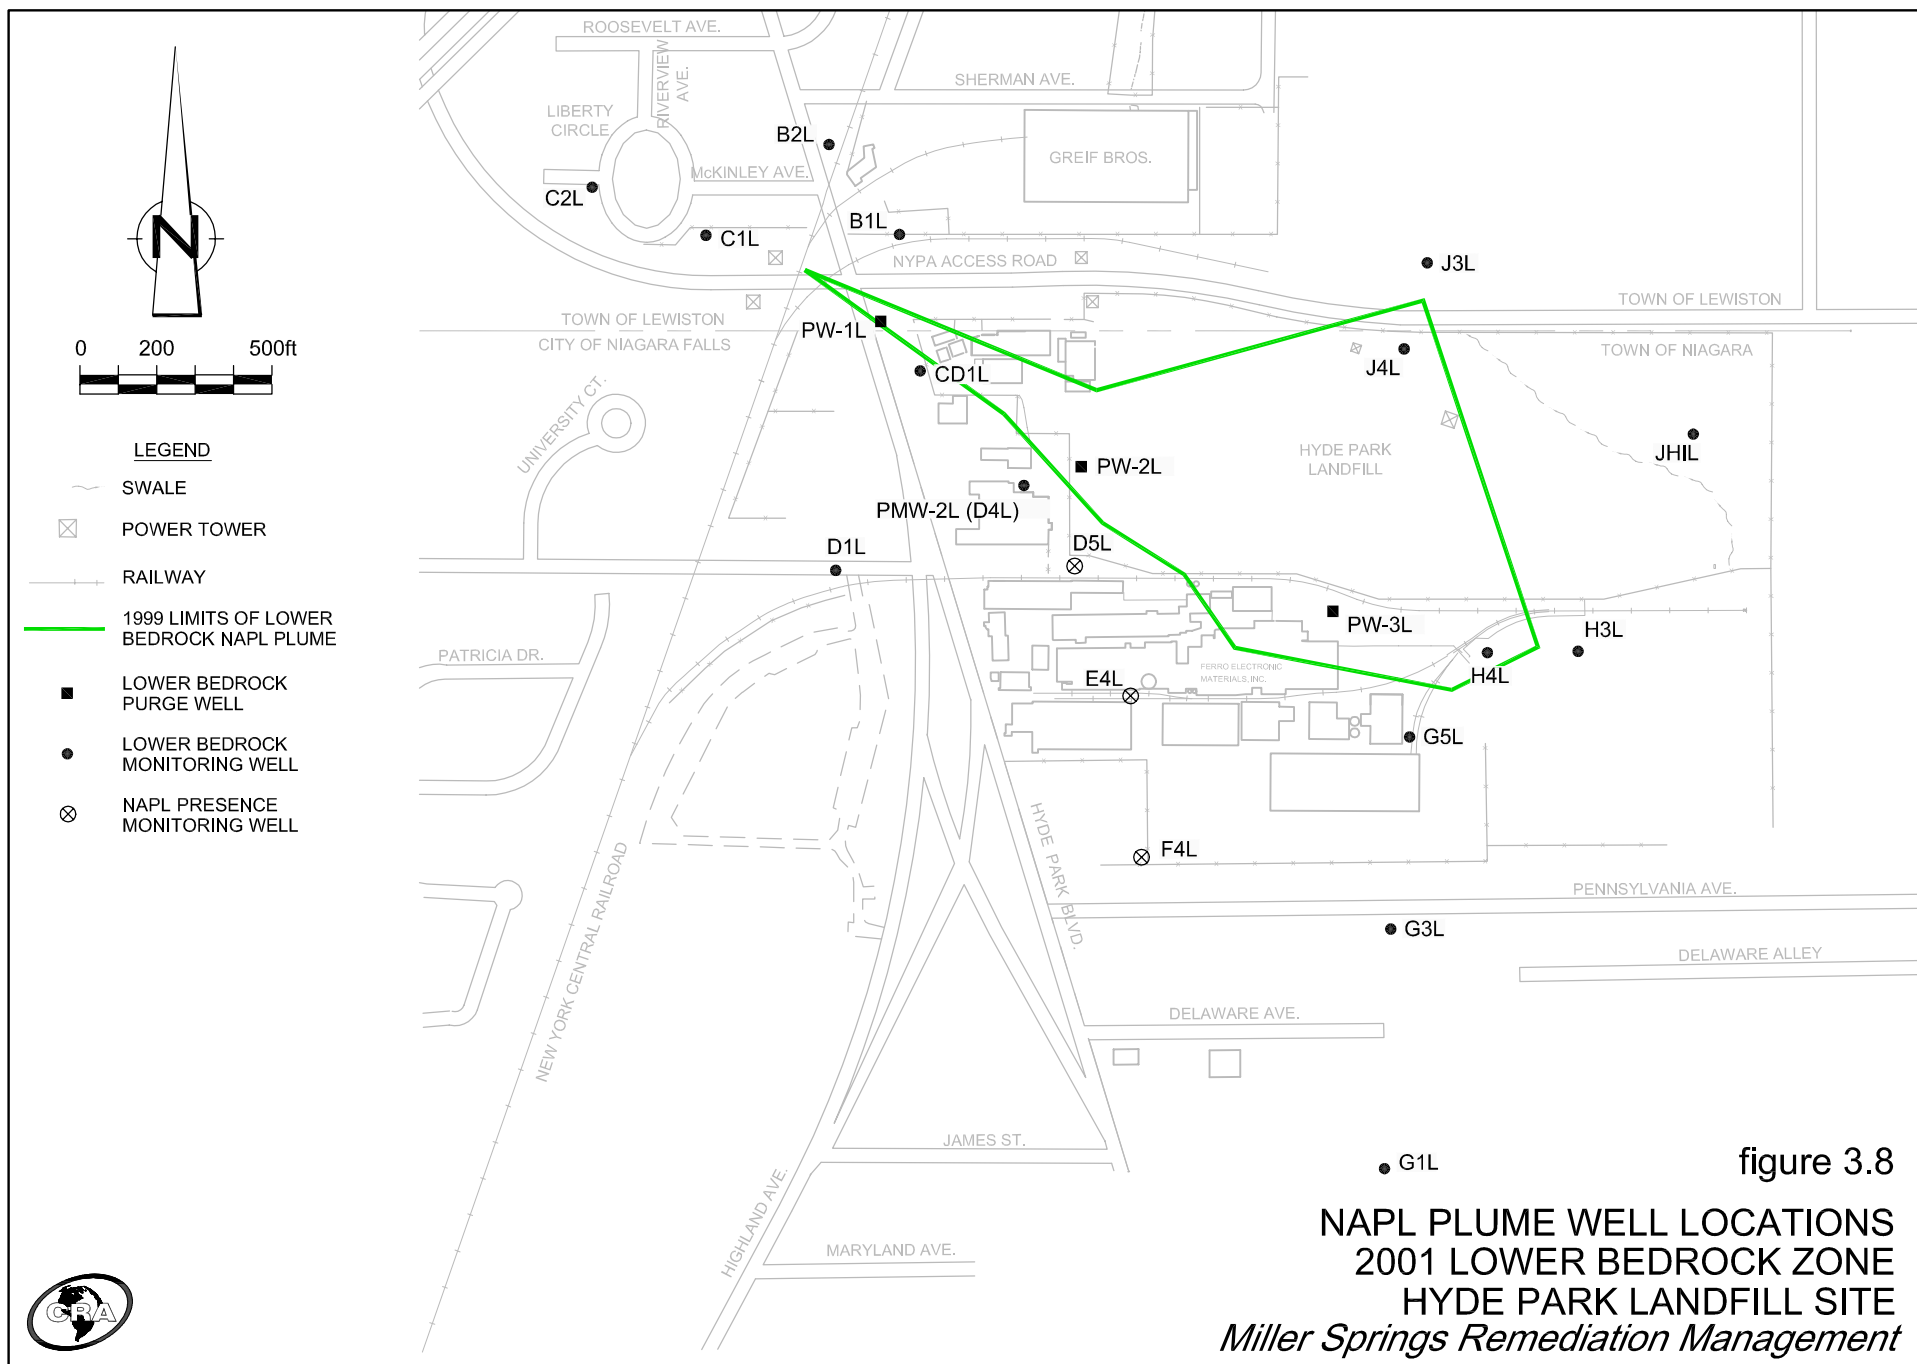 ROOSEVELT AVE.
RIVERVIEW
AVE.
SHERMAN AVE.
LIBERTY
CIRCLE
B2L
GREIF BROS.
McKINLEY AVE.
C2L
C1L
B1L
NYPA ACCESS ROAD
J3L
N
TOWN OF LEWISTON
TOWN OF LEWISTON
CITY OF NIAGARA FALLS
PW-1L
TOWN OF NIAGARA
0 200 500ft
CD1L
J4L
UNIVERSITY CT.
HYDE PARK
LANDFILL
JHIL
PW-2L
PMW-2L (D4L)
D1L
D5L
LEGEND
SWALE
POWER TOWER
RAILWAY
1999 LIMITS OF LOWER
BEDROCK NAPL PLUME
LOWER BEDROCK
PURGE WELL
LOWER BEDROCK
MONITORING WELL
NAPL PRESENCE
MONITORING WELL
PW-3L
H3L
PATRICIA DR.
FERRO ELECTRONIC
MATERIALS, INC.
H4L
E4L
G5L
HYDE PARK BLVD.
F4L
NEW YORK CENTRAL RAILROAD
PENNSYLVANIA AVE.
G3L
DELAWARE ALLEY
DELAWARE AVE.
JAMES ST.
HIGHLAND AVE.
MARYLAND AVE.
G1L
figure 3.8
NAPL PLUME WELL LOCATIONS
2001 LOWER BEDROCK ZONE
HYDE PARK LANDFILL SITE
Miller Springs Remediation Management
CRA